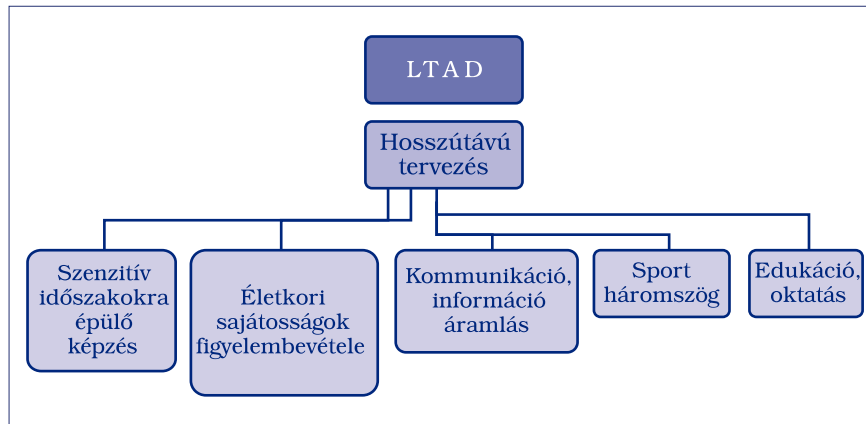 LTAD
Hosszútávú
tervezés
Szenzitív
időszakokra
épülő
képzés
Életkori
sajátosságok
figyelembevétele
Kommunikáció,
információ
áramlás
Sport
háromszög
Edukáció,
oktatás